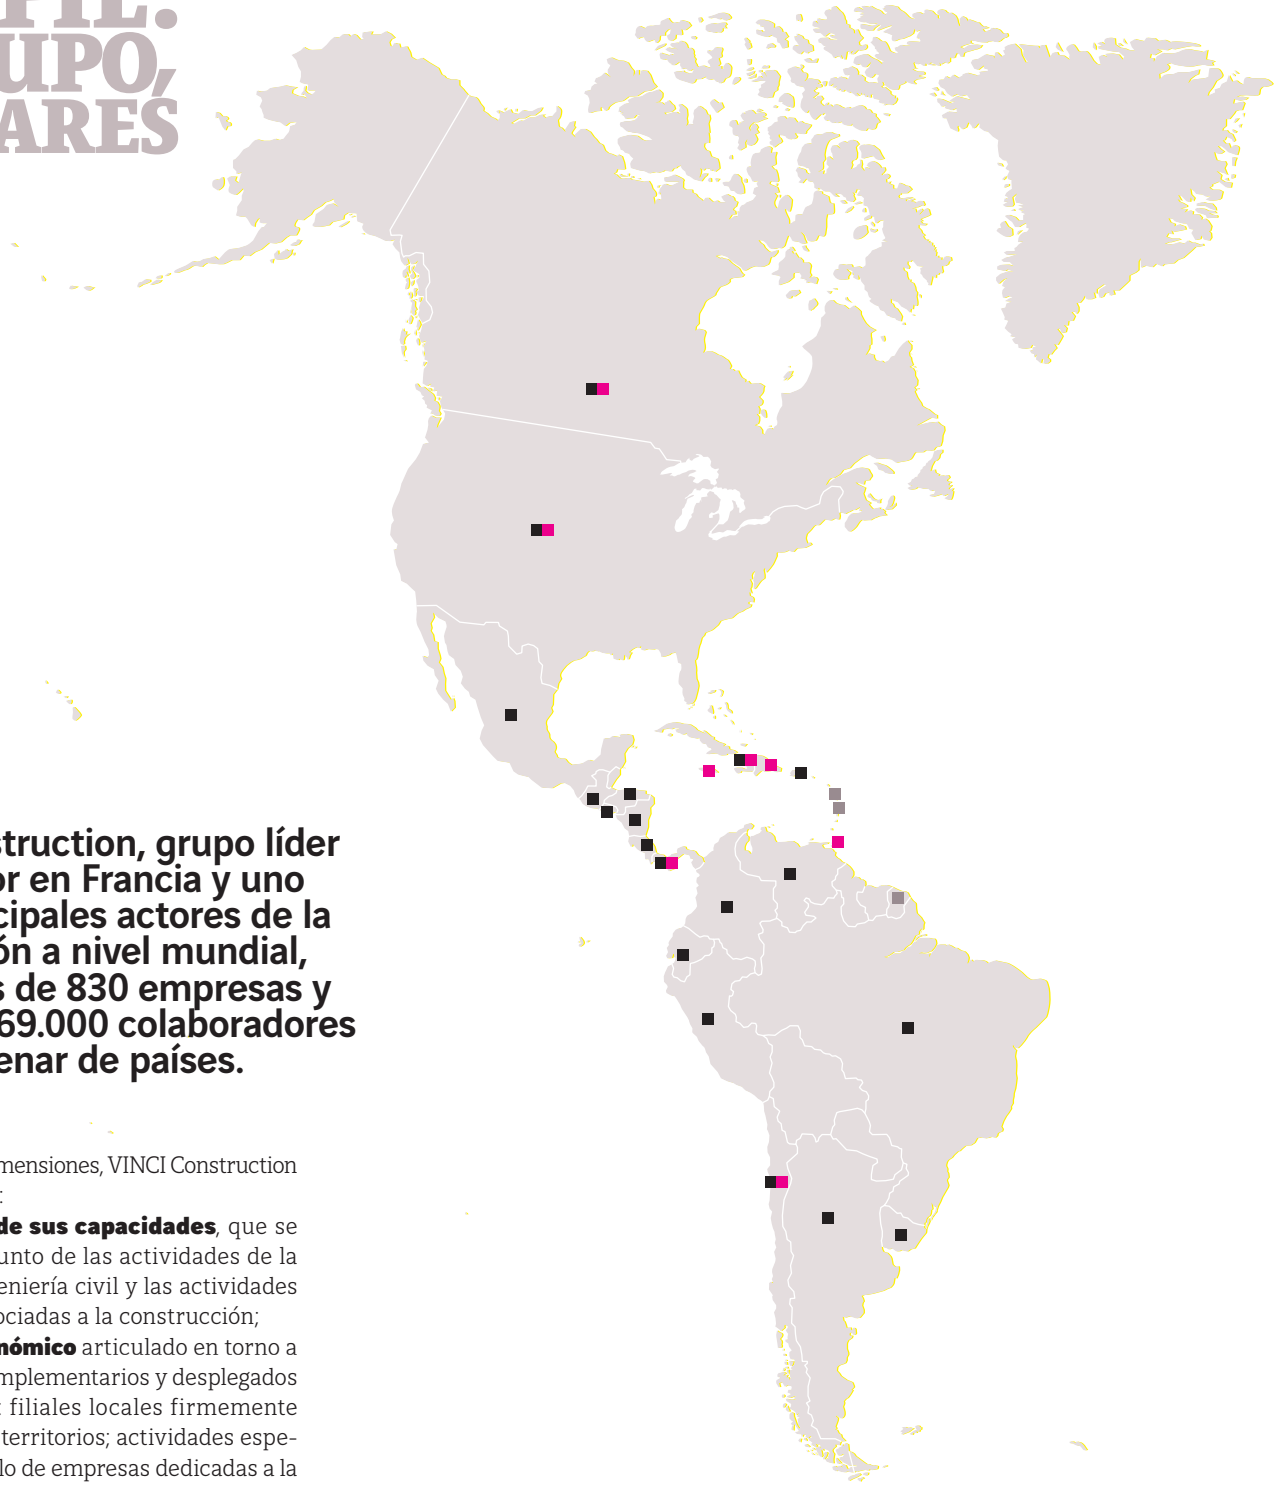 FIL.
UPO,
ARES
struction, grupo líder
or en Francia y uno
cipales actores de la
ón a nivel mundial,
s de 830 empresas y
69.000 colaboradores
enar de países.
mensiones, VINCI Construction
:
de sus capacidades, que se
unto de las actividades de la
eniería civil y las actividades
ociadas a la construcción;
nómico articulado en torno a
mplementarios y desplegados
: filiales locales firmemente
territorios; actividades espe-
lo de empresas dedicadas a la